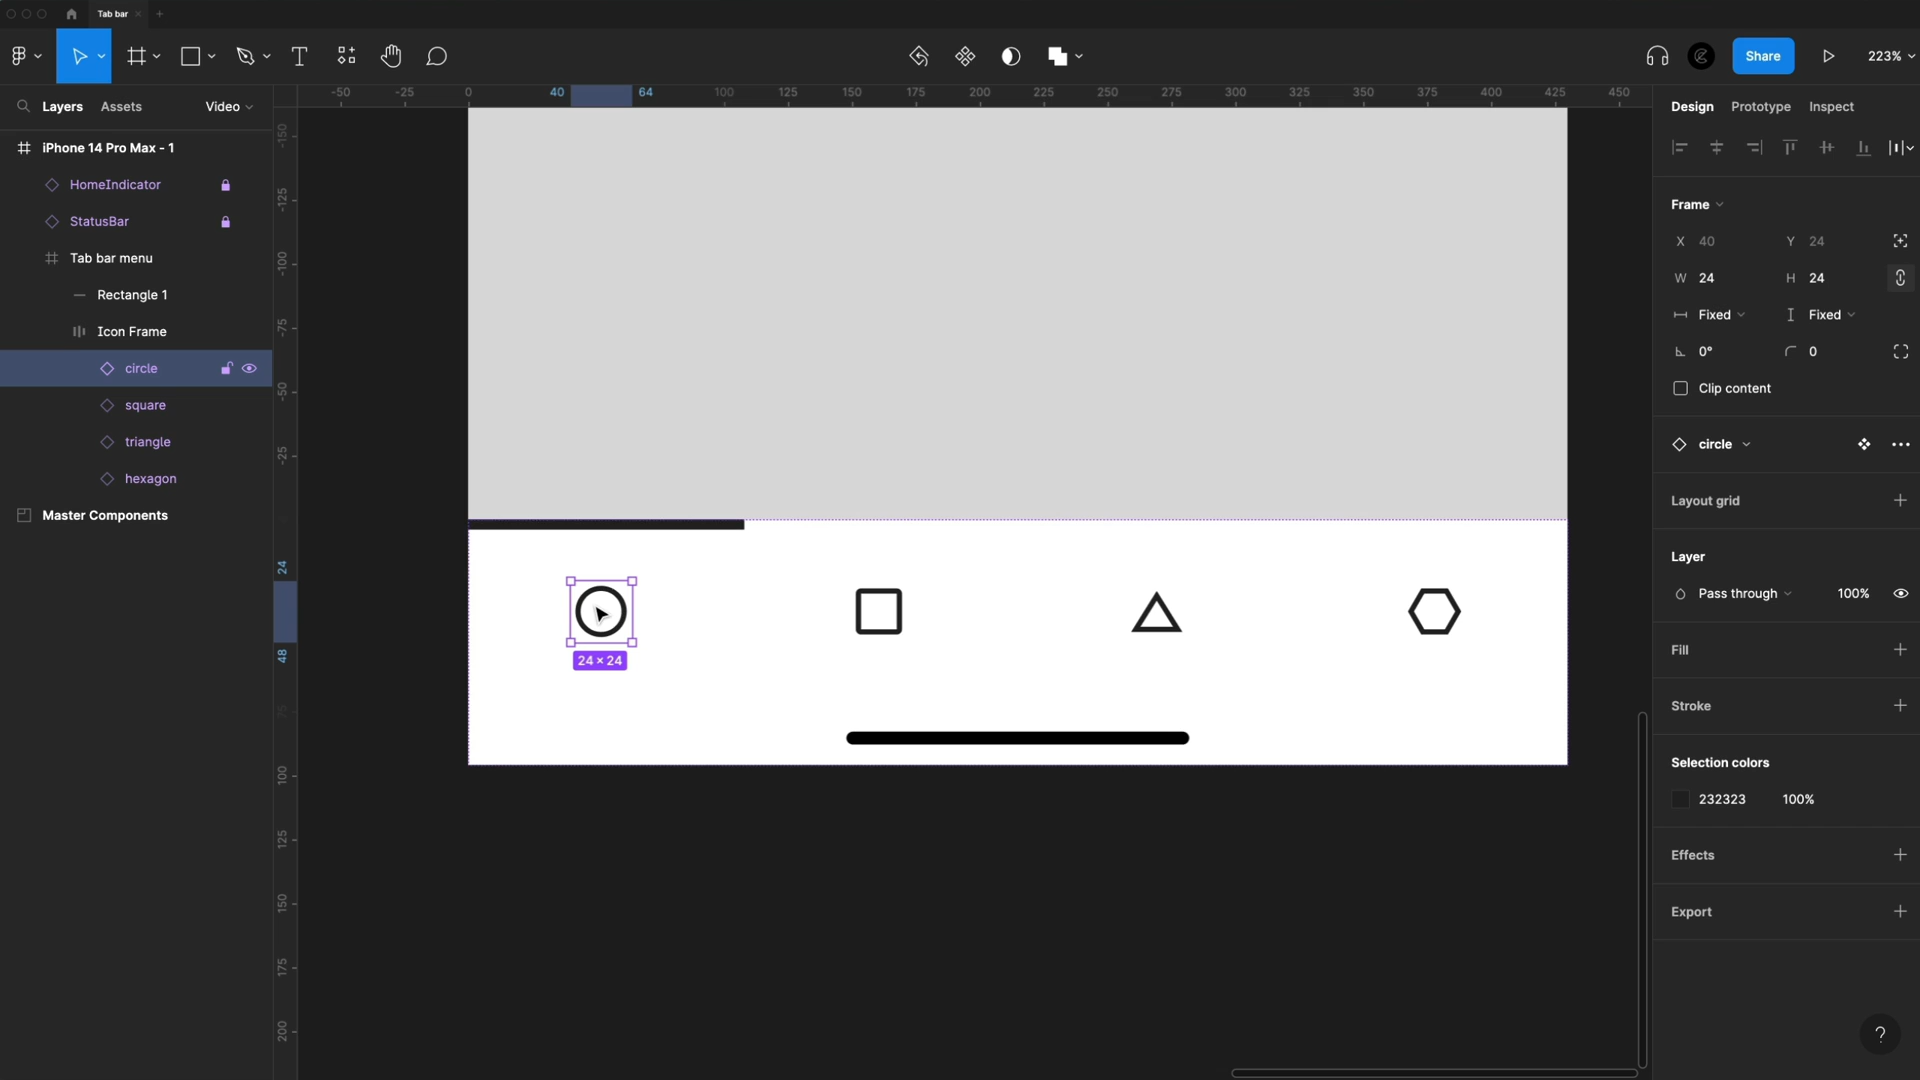 Tab bar
Share
223%
Layers
Assets
Video
-50
-25
0
40
64
100
125
150
175
200
225
250
275
300
325
350
375
400
425
450
Design
Prototype
Inspect
iPhone 14 Pro Max - 1
HomeIndicator
StatusBar
Tab bar menu
Rectangle 1
Icon Frame
circle
square
triangle
hexagon
Master Components
-150
-125
-100
-75
-50
-25
24
48
75
100
125
150
175
200
24 × 24
Frame
X 40
Y 24
W 24
H 24
Fixed
Fixed
0°
0
Clip content
circle
Layout grid
Layer
Pass through
100%
Fill
Stroke
Selection colors
232323
100%
Effects
Export
?